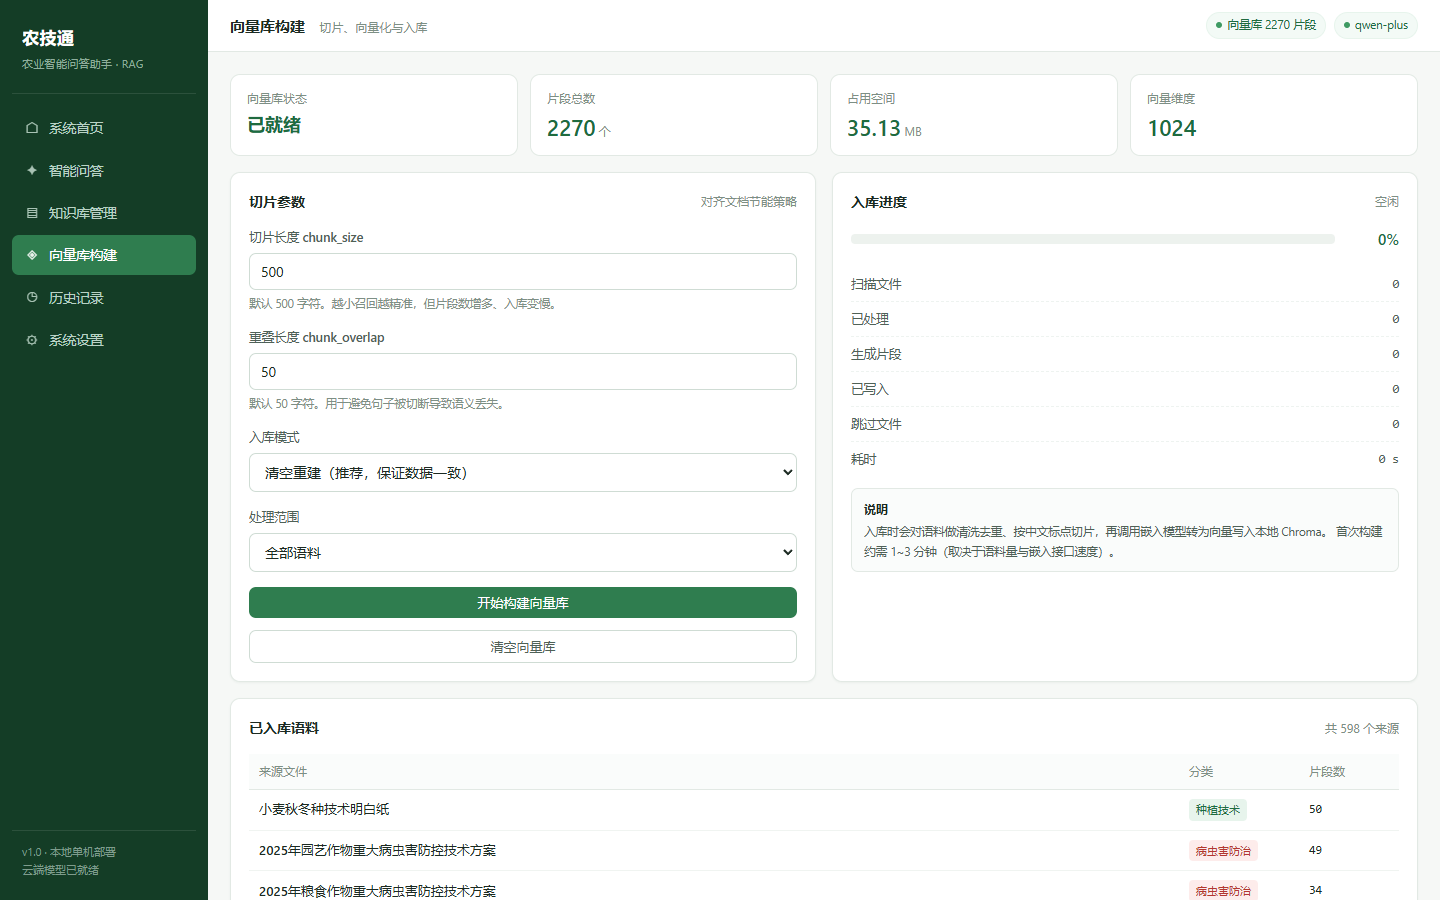 农技通
农业智能问答助手 · RAG
系统首页
智能问答
知识库管理
向量库构建
历史记录
系统设置
v1.0 · 本地单机部署
云端模型已就绪
向量库构建 切片、向量化与入库
向量库 2270 片段
qwen-plus
向量库状态
已就绪
片段总数
2270 个
占用空间
35.13 MB
向量维度
1024
切片参数 对齐文档节能策略
切片长度 chunk_size
500
默认 500 字符。越小召回越精准，但片段数增多、入库变慢。
重叠长度 chunk_overlap
50
默认 50 字符。用于避免句子被切断导致语义丢失。
入库模式
清空重建（推荐，保证数据一致）
处理范围
全部语料
开始构建向量库
清空向量库
入库进度 空闲
0%
扫描文件 0
已处理 0
生成片段 0
已写入 0
跳过文件 0
耗时 0 s
说明
入库时会对语料做清洗去重、按中文标点切片，再调用嵌入模型转为向量写入本地 Chroma。 首次构建
约需 1~3 分钟（取决于语料量与嵌入接口速度）。
已入库语料 共 598 个来源
来源文件 分类 片段数
小麦秋冬种技术明白纸 种植技术 50
2025年园艺作物重大病虫害防控技术方案 病虫害防治 49
2025年粮食作物重大病虫害防控技术方案 病虫害防治 34